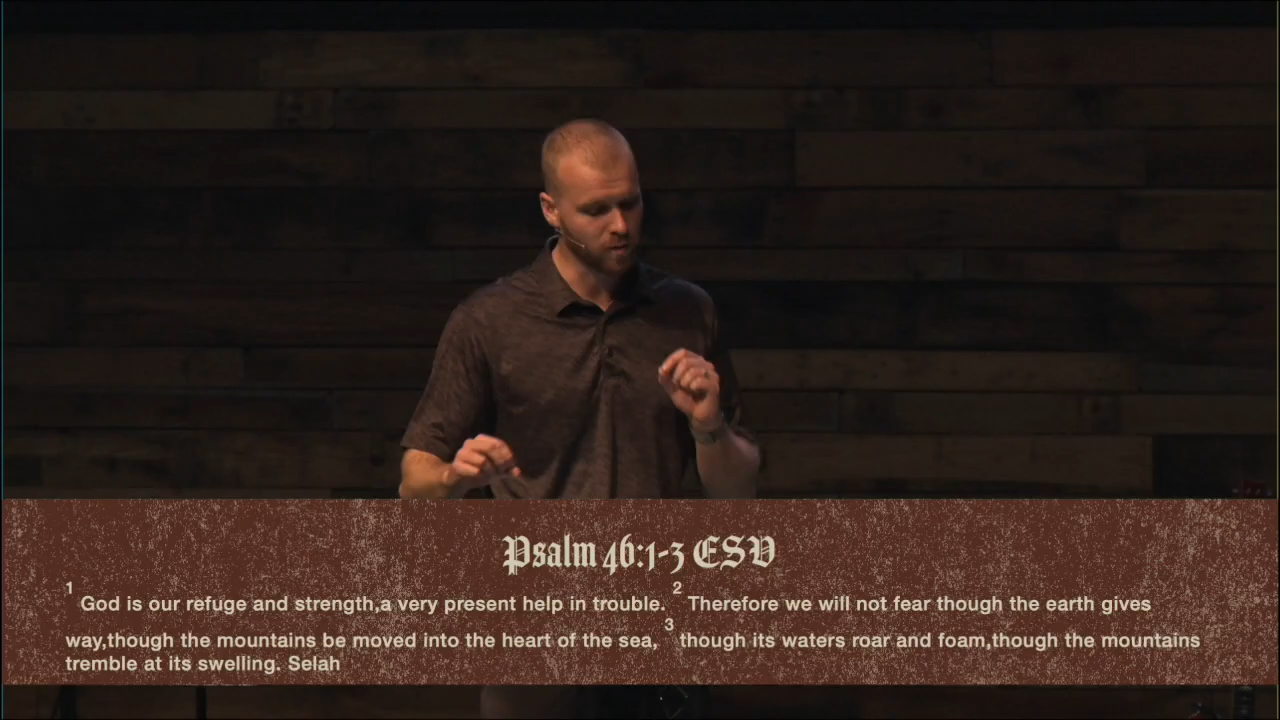 Psalm 46:1-3 ESV
1 God is our refuge and strength,a very present help in trouble. 2 Therefore we will not fear though the earth gives
way,though the mountains be moved into the heart of the sea, 3 though its waters roar and foam,though the mountains
tremble at its swelling. Selah